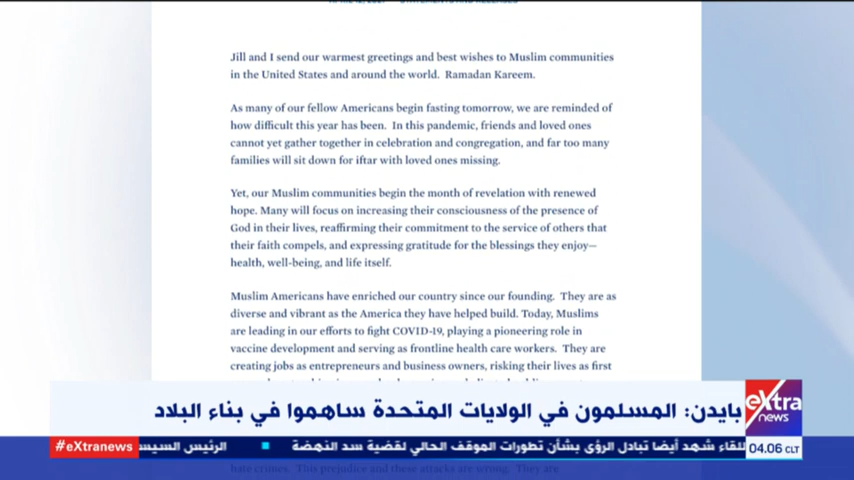 Jill and I send our warmest greetings and best wishes to Muslim communities
in the United States and around the world. Ramadan Kareem.
As many of our fellow Americans begin fasting tomorrow, we are reminded of
how difficult this year has been. In this pandemic, friends and loved ones
cannot yet gather together in celebration and congregation, and far too many
families will sit down for iftar with loved ones missing.
Yet, our Muslim communities begin the month of revelation with renewed
hope. Many will focus on increasing their consciousness of the presence of
God in their lives, reaffirming their commitment to the service of others that
their faith compels, and expressing gratitude for the blessings they enjoy—
health, well-being, and life itself.
Muslim Americans have enriched our country since our founding. They are as
diverse and vibrant as the America they have helped build. Today, Muslims
are leading in our efforts to fight COVID-19, playing a pioneering role in
vaccine development and serving as frontline health care workers. They are
creating jobs as entrepreneurs and business owners, risking their lives as first
بايدن: المسلمون في الولايات المتحدة ساهموا في بناء البلاد
eXtra
news
#eXtranews
الرئيس السيس ■ للقاء شهد أيضا تبادل الرؤى بشأن تطورات الموقف الحالي لقضية سد النهضة
04.06 CLT
hate crimes. This prejudice and these attacks are wrong. They are